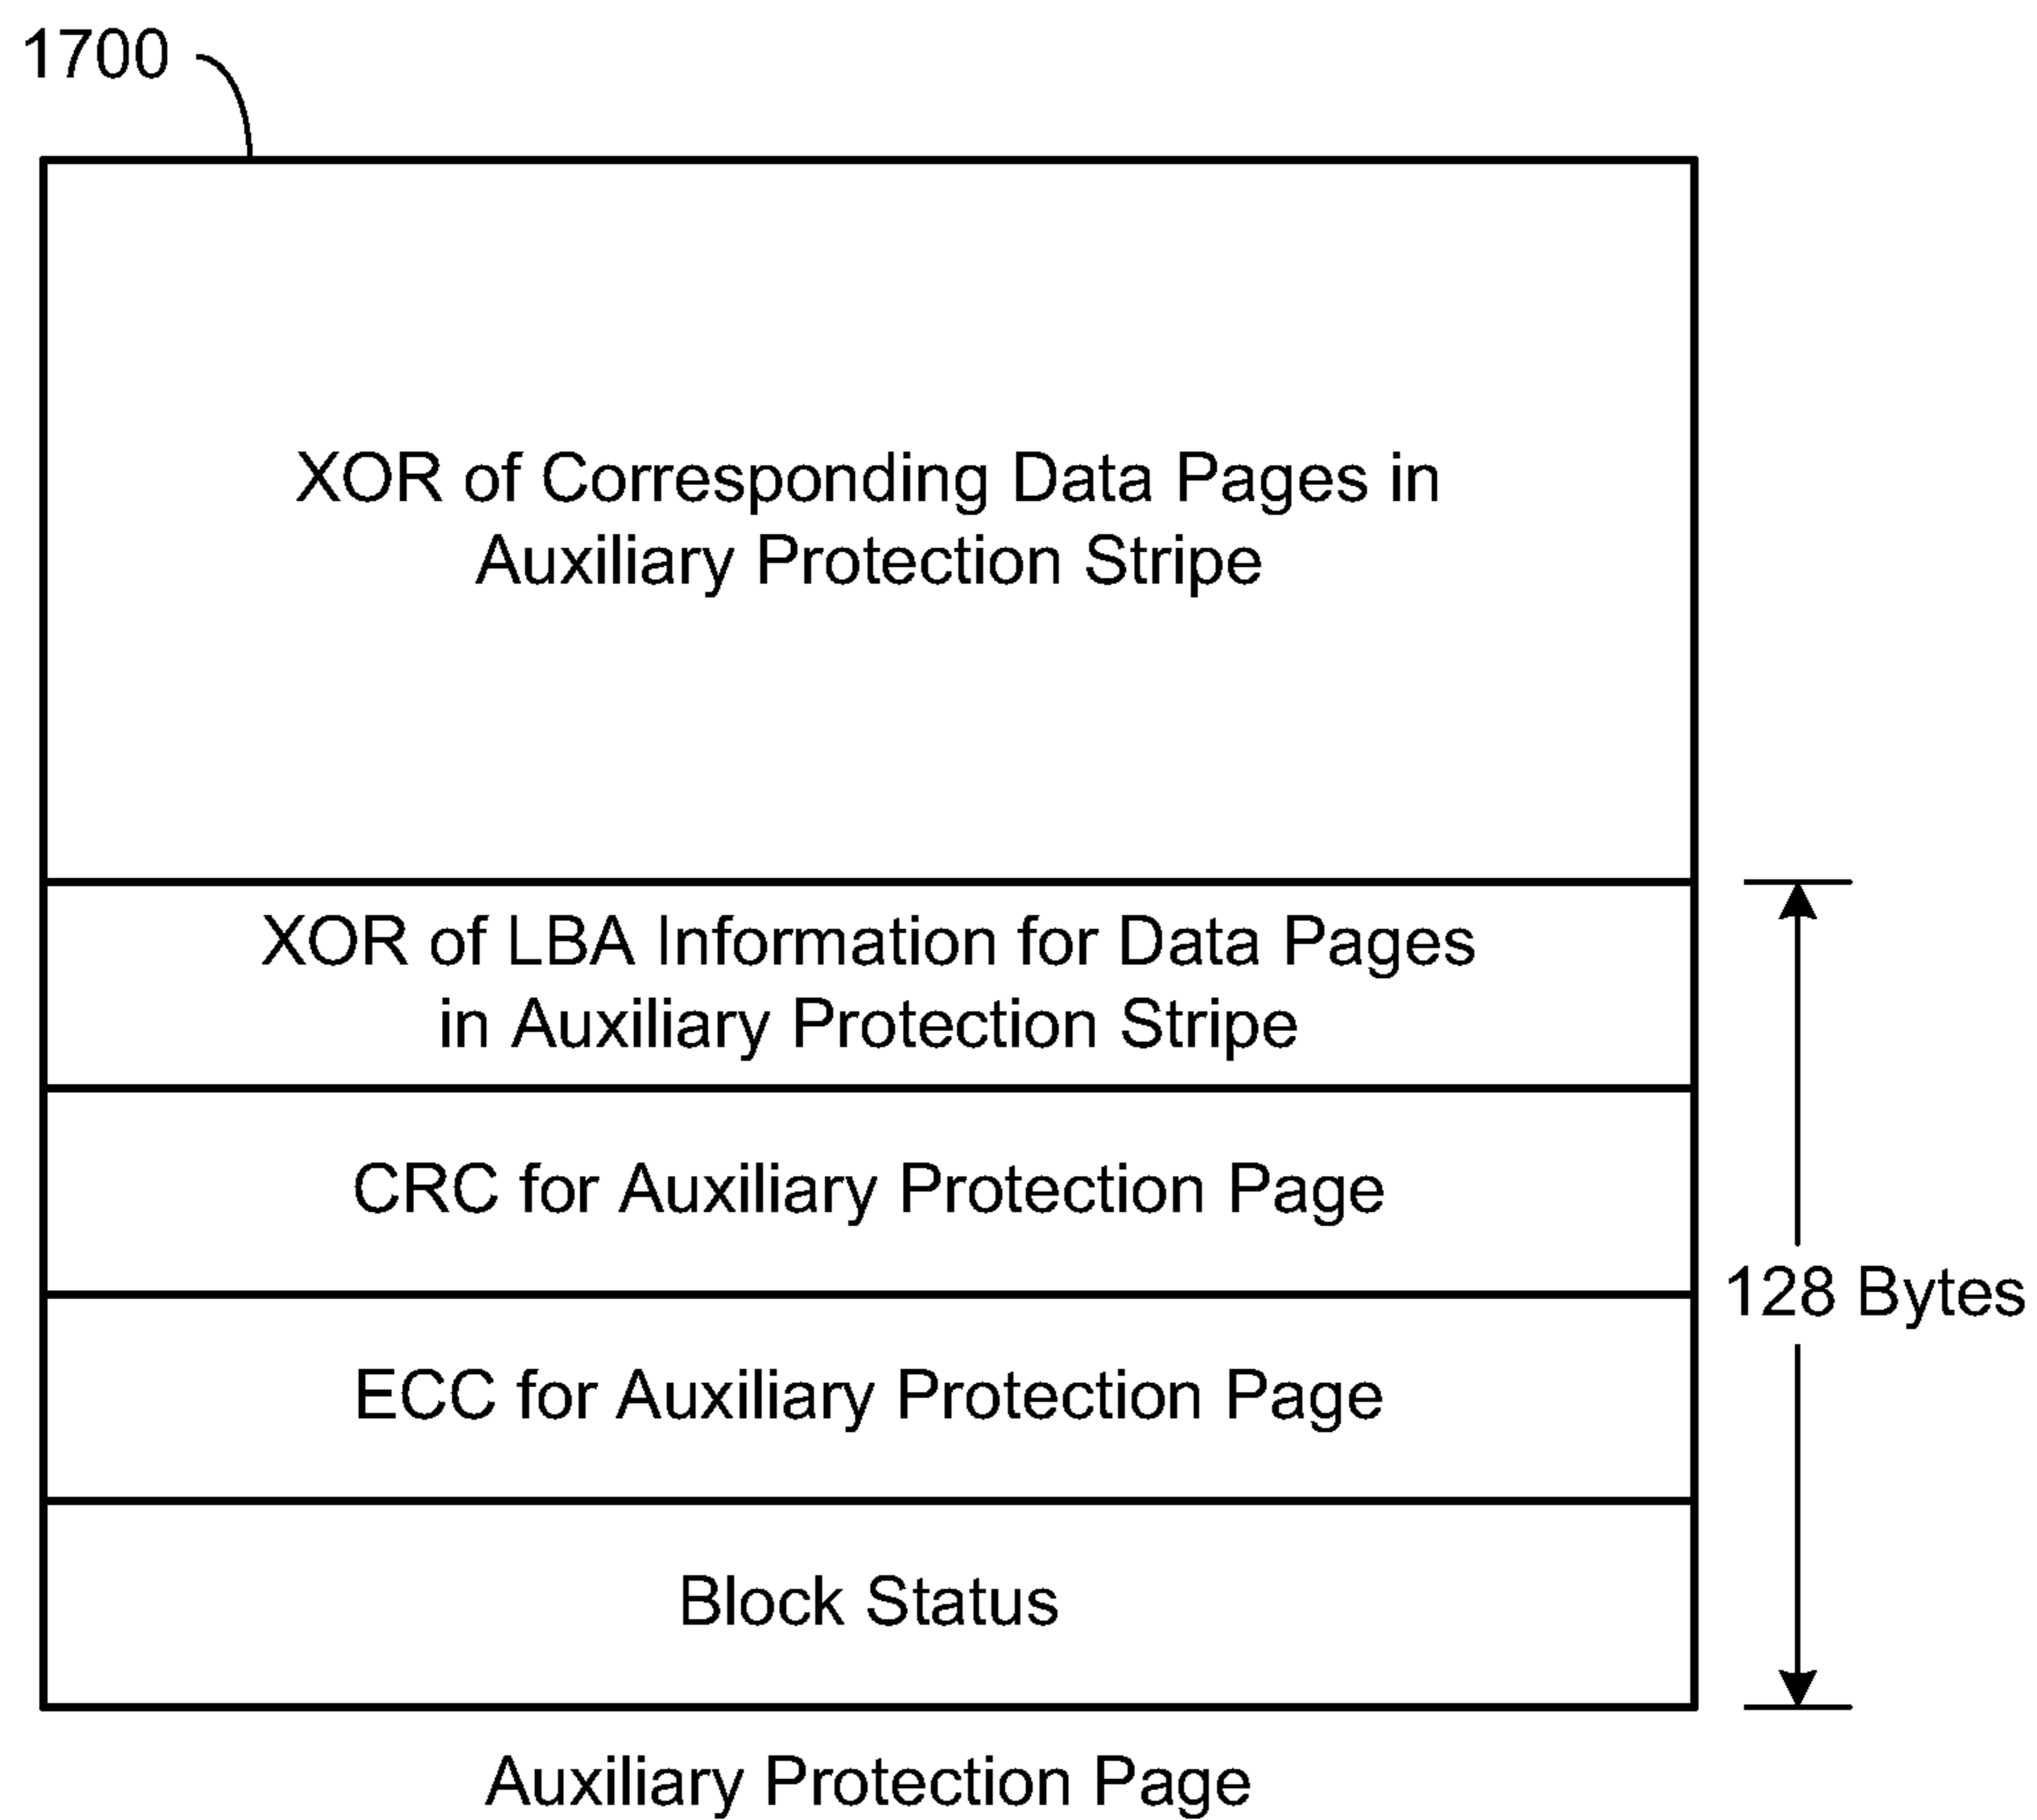 1700
XOR of Corresponding Data Pages in
Auxiliary Protection Stripe
XOR of LBA Information for Data Pages
in Auxiliary Protection Stripe
CRC for Auxiliary Protection Page
128 Bytes
ECC for Auxiliary Protection Page
Block Status
Auxiliary Protection Page